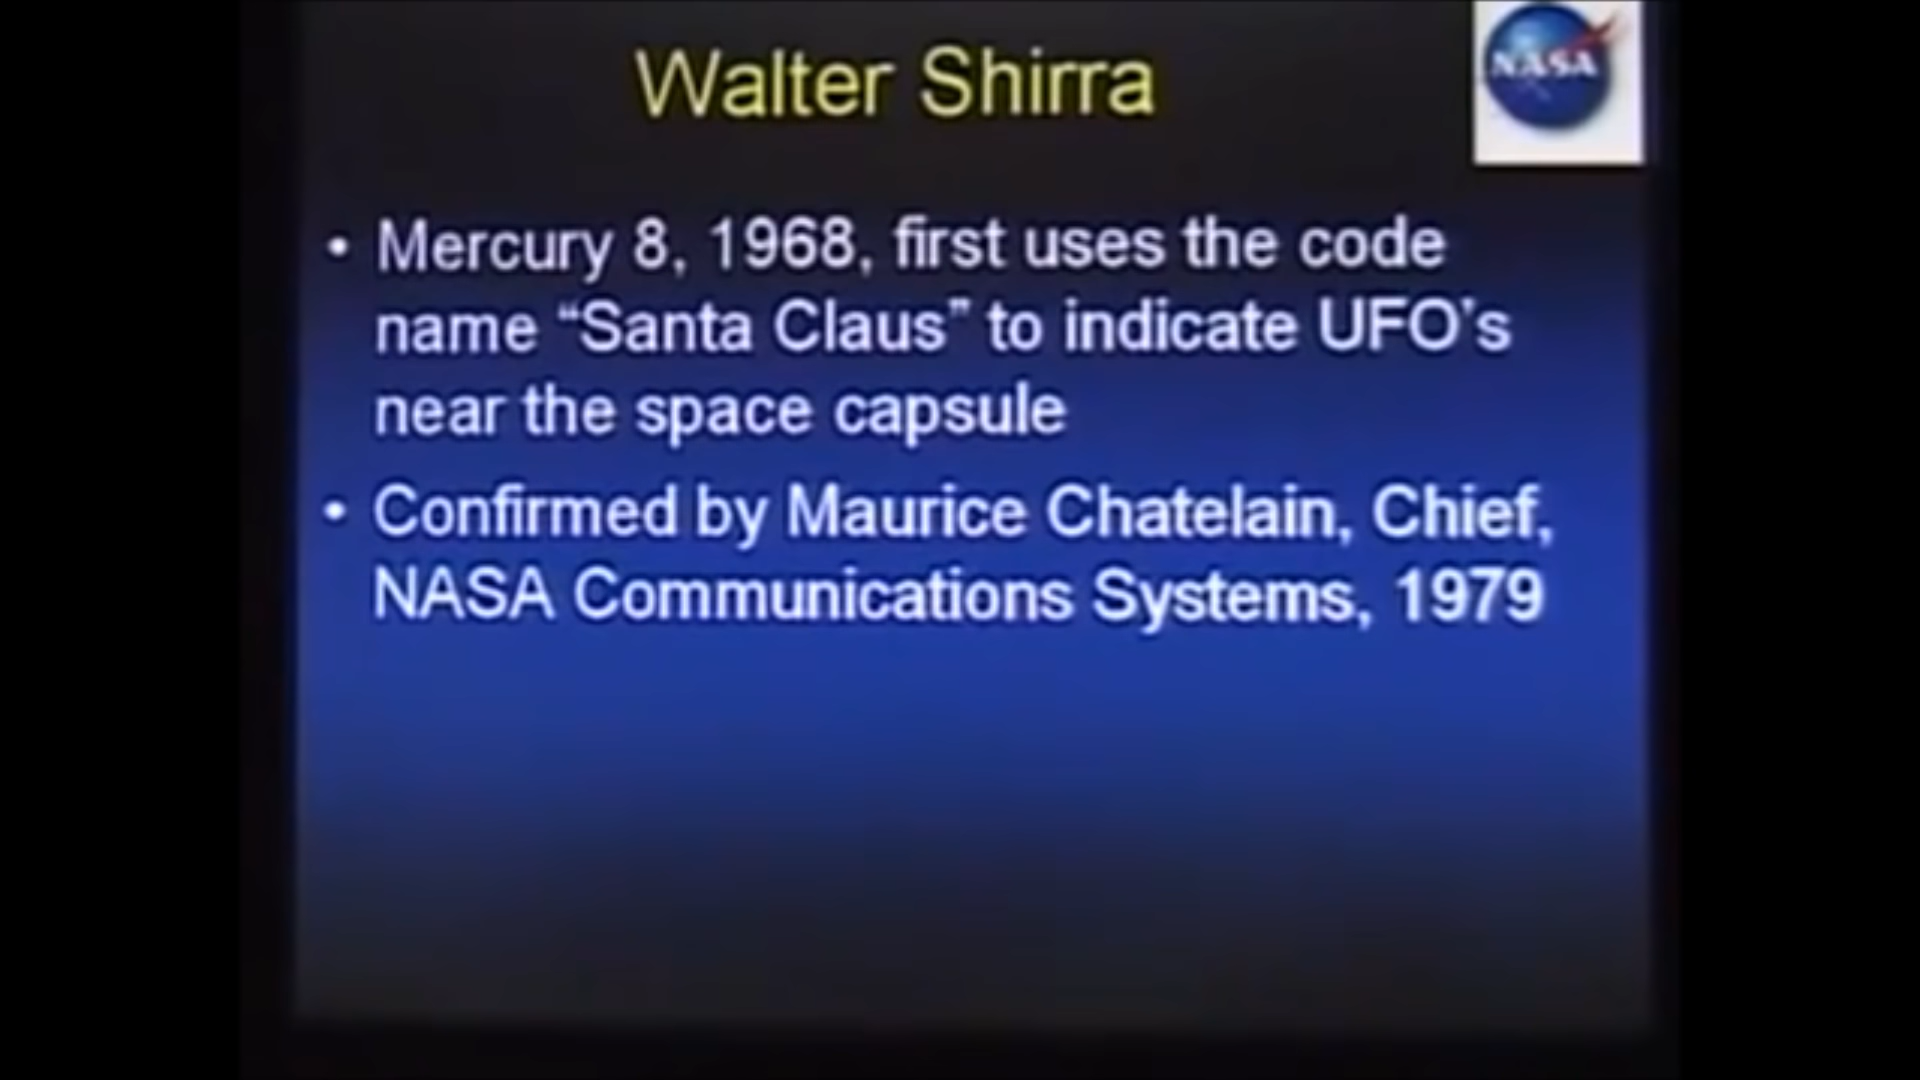 Walter Shirra
NASA
• Mercury 8, 1968, first uses the code
name “Santa Claus” to indicate UFO’s
near the space capsule
• Confirmed by Maurice Chatelain, Chief,
NASA Communications Systems, 1979